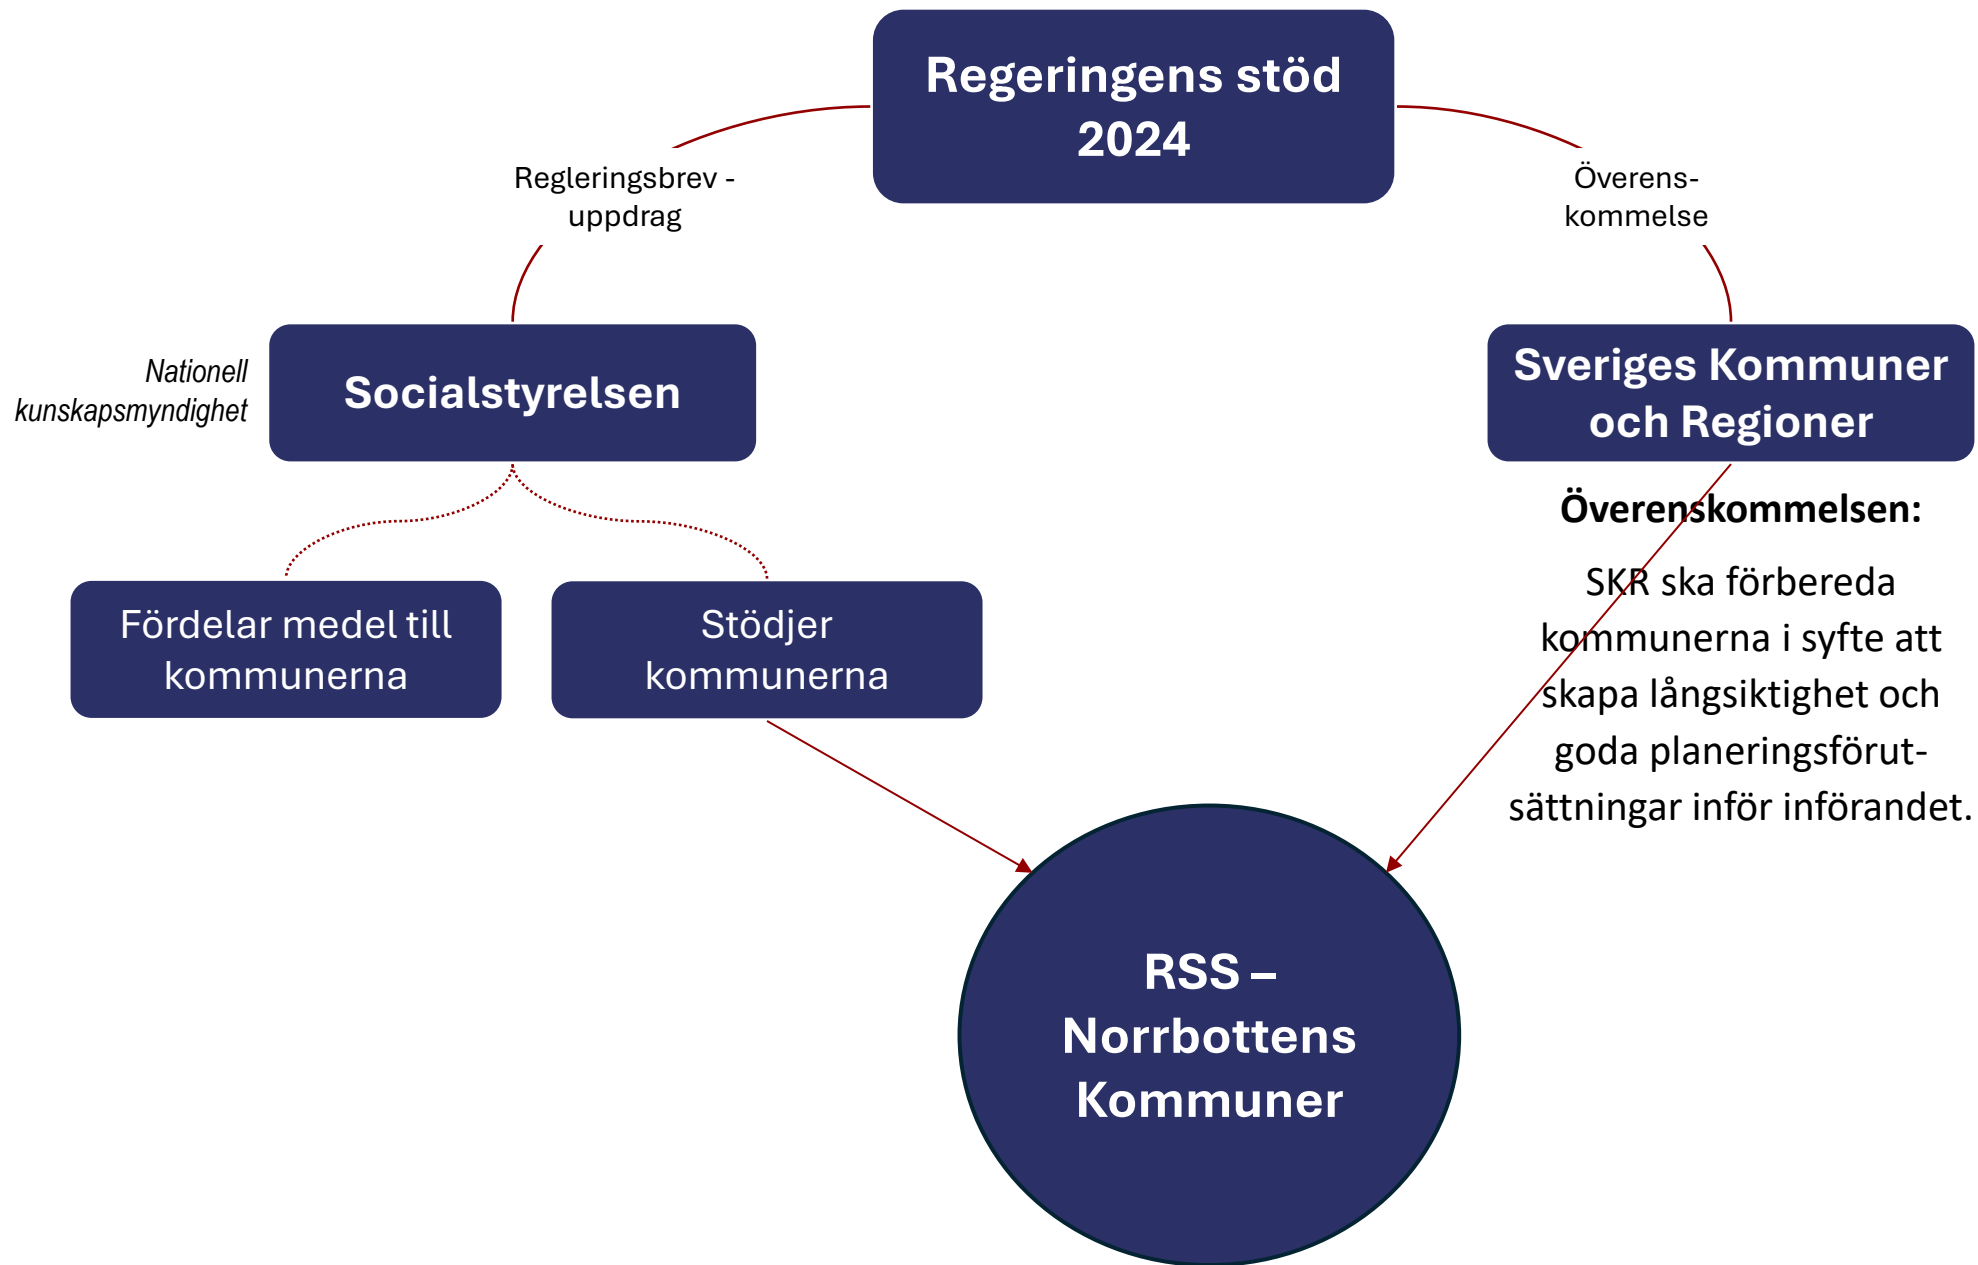 Regeringens stöd
2024
Regleringsbrev -
uppdrag
Överens-
kommelse
Nationell
kunskapsmyndighet
Socialstyrelsen
Sveriges Kommuner
och Regioner
Överenskommelsen:
SKR ska förbereda
kommunerna i syfte att
skapa långsiktighet och
goda planeringsförut-
sättningar inför införandet.
Fördelar medel till
kommunerna
Stödjer
kommunerna
RSS –
Norrbottens
Kommuner